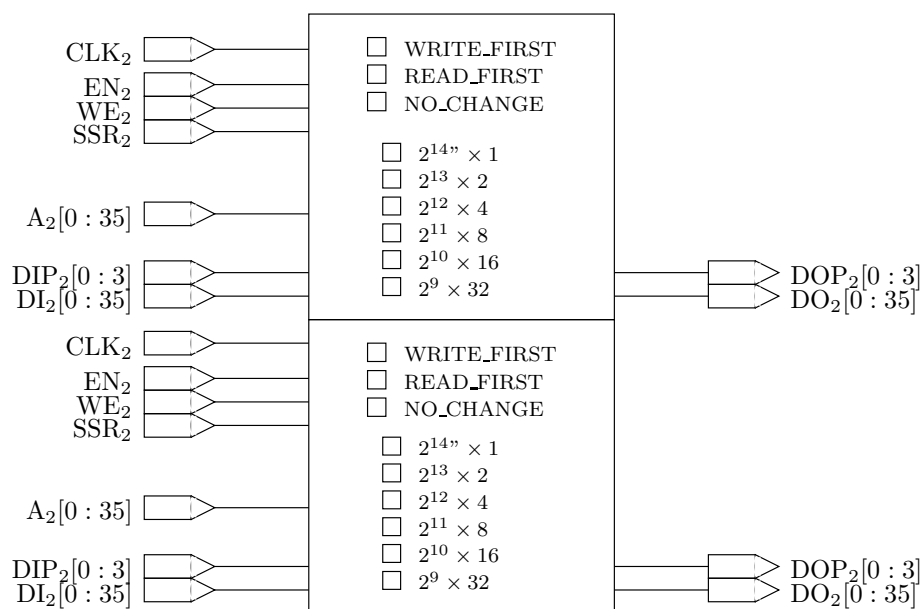 CLK₂
EN₂
WE₂
SSR₂
A₂[0 : 35]
DIP₂[0 : 3]
DI₂[0 : 35]
WRITE_FIRST
READ_FIRST
NO_CHANGE
2¹⁴” × 1
2¹³ × 2
2¹² × 4
2¹¹ × 8
2¹⁰ × 16
2⁹ × 32
DOP₂[0 : 3]
DO₂[0 : 35]
CLK₂
EN₂
WE₂
SSR₂
A₂[0 : 35]
DIP₂[0 : 3]
DI₂[0 : 35]
WRITE_FIRST
READ_FIRST
NO_CHANGE
2¹⁴” × 1
2¹³ × 2
2¹² × 4
2¹¹ × 8
2¹⁰ × 16
2⁹ × 32
DOP₂[0 : 3]
DO₂[0 : 35]